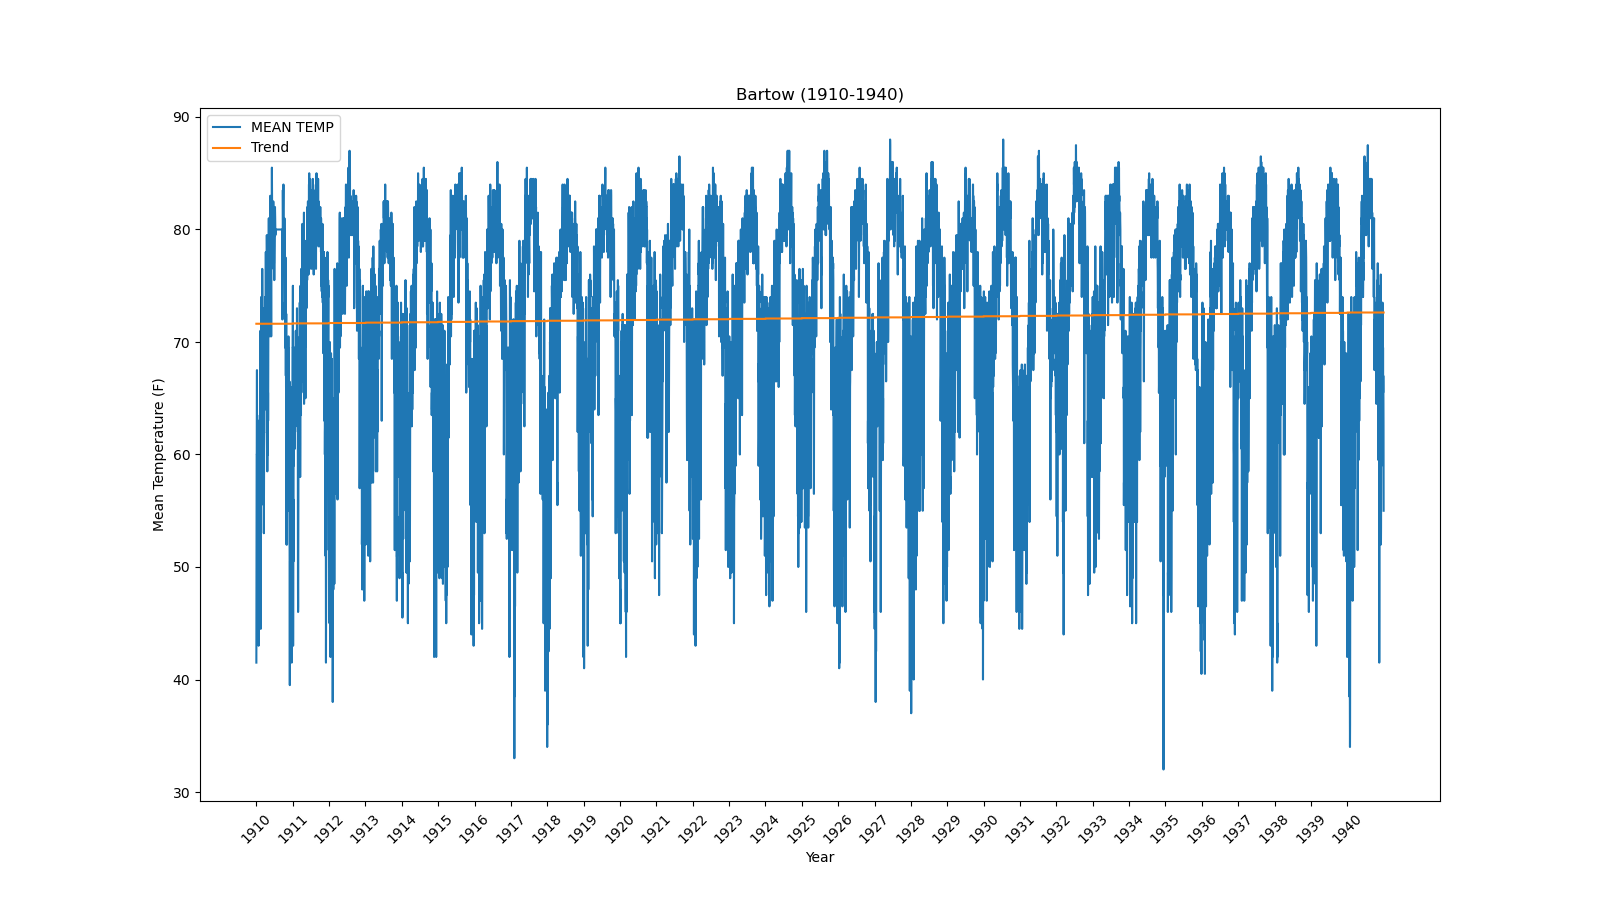 Bartow (1910-1940)
MEAN TEMP
Trend
90
80
70
60
50
40
30
Mean Temperature (F)
1910 1911 1912 1913 1914 1915 1916 1917 1918 1919 1920 1921 1922 1923 1924 1925 1926 1927 1928 1929 1930 1931 1932 1933 1934 1935 1936 1937 1938 1939 1940
Year